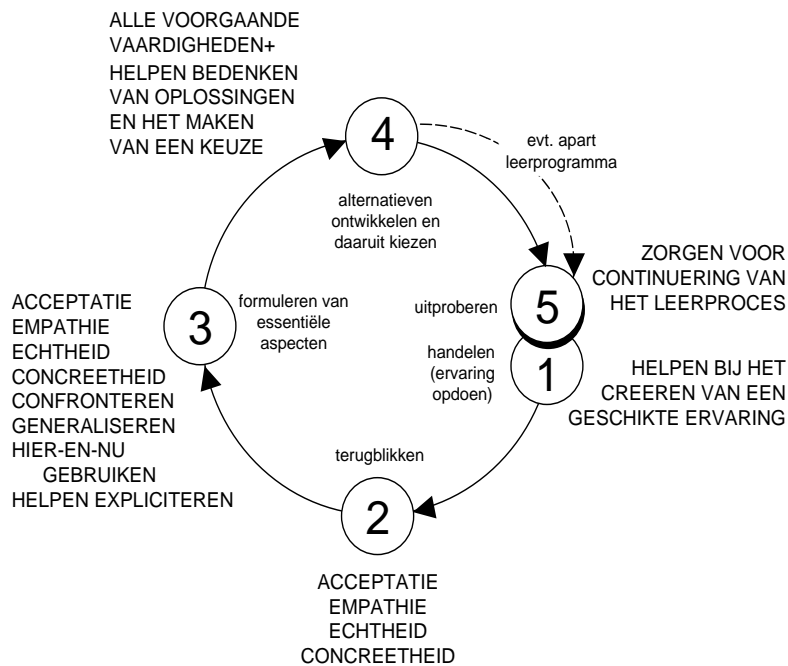 ALLE VOORGAANDE
VAARDIGHEDEN+
HELPEN BEDENKEN
VAN OPLOSSINGEN
EN HET MAKEN
VAN EEN KEUZE
4
evt. apart
leerprogramma
alternatieven
ontwikkelen en
daaruit kiezen
ZORGEN VOOR
CONTINUERING VAN
HET LEERPROCES
5
uitproberen
1
handelen
(ervaring
opdoen)
HELPEN BIJ HET
CREEREN VAN EEN
GESCHIKTE ERVARING
3
formuleren van
essentiële
aspecten
ACCEPTATIE
EMPATHIE
ECHTHEID
CONCREETHEID
CONFRONTEREN
GENERALISEREN
HIER-EN-NU
GEBRUIKEN
HELPEN EXPLICITEREN
terugblikken
2
ACCEPTATIE
EMPATHIE
ECHTHEID
CONCREETHEID